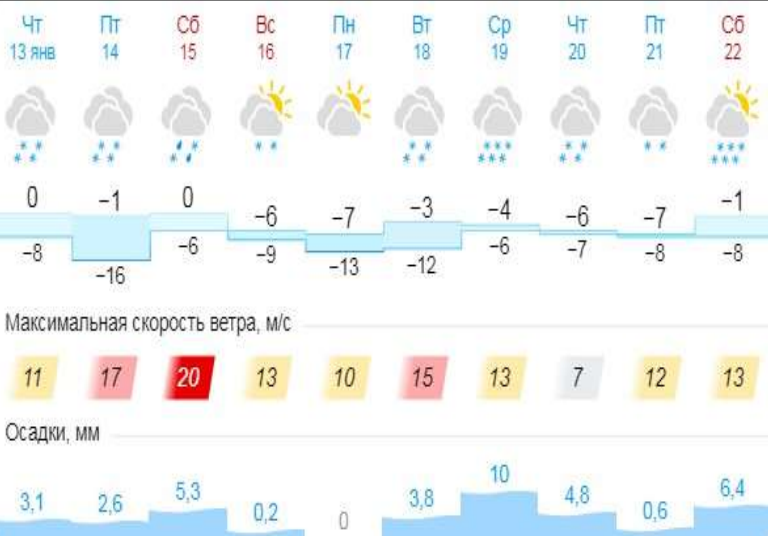 Чт Пт Сб Вс Пн Вт Ср Чт Пт Сб
13 янв 14 15 16 17 18 19 20 21 22
0 −1 0 −6 −7 −3 −4 −6 −7 −1
−8 −16 −6 −9 −13 −12 −6 −7 −8 −8
Максимальная скорость ветра, м/с
11 17 20 13 10 15 13 7 12 13
Осадки, мм
3,1 2,6 5,3 0,2 0 3,8 10 4,8 0,6 6,4